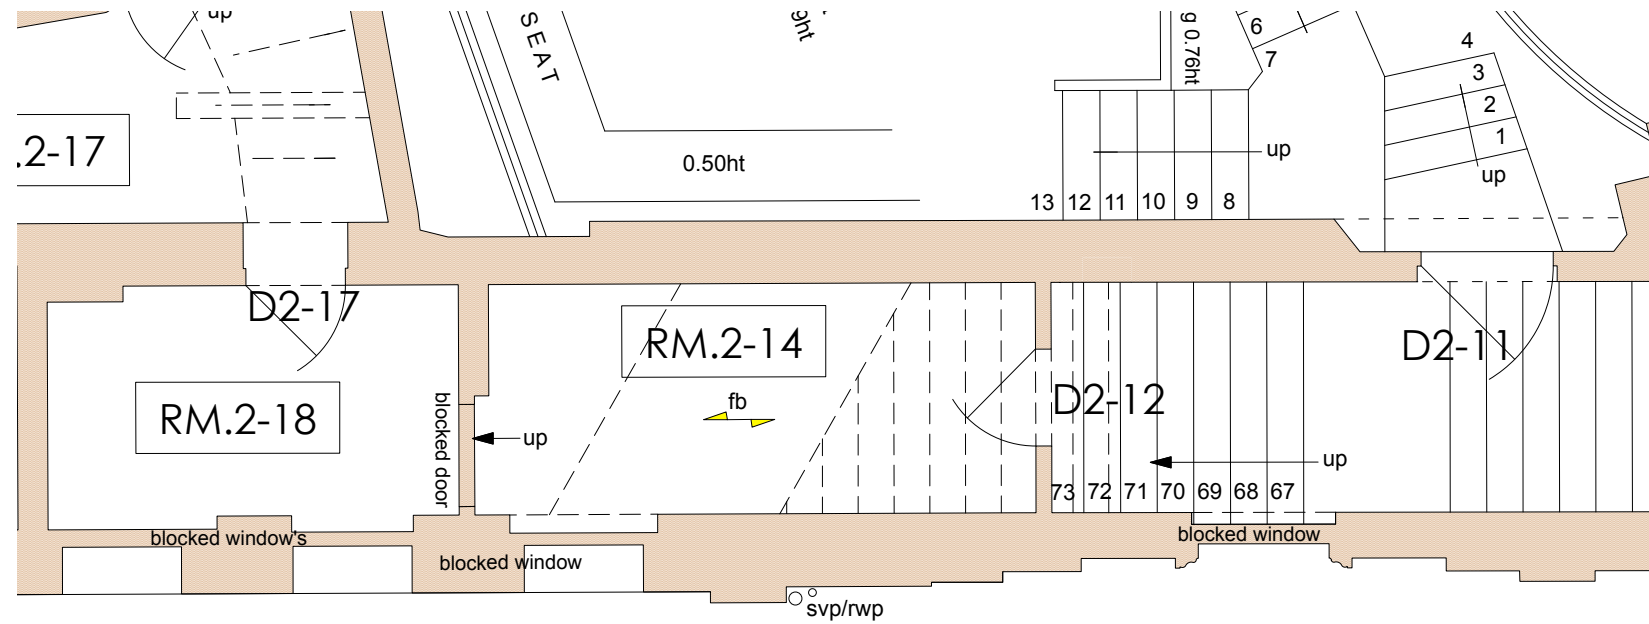 up
SEAT
9ht
g 0.76ht
6
7
4
3
2
1
up
.2-17
0.50ht
up
13 12 11 10 9 8
D2-17
RM.2-14
D2-11
D2-12
RM.2-18
blocked door
up
fb
up
73 72 71 70 69 68 67
blocked window's
blocked window
blocked window
svp/rwp